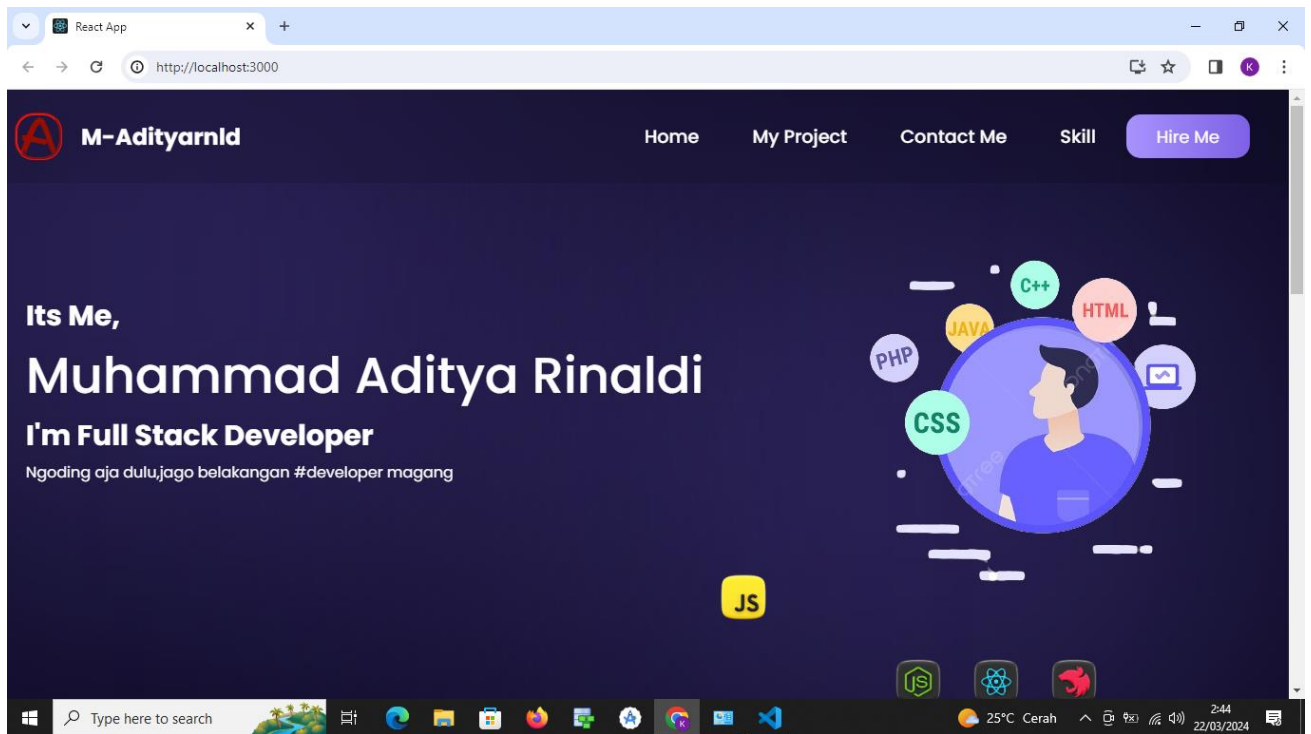 React App
http://localhost:3000
K
A
M-Adityarnld
Home My Project Contact Me Skill Hire Me
Its Me,
Muhammad Aditya Rinaldi
I'm Full Stack Developer
Ngoding aja dulu,jago belakangan #developer magang
C++
HTML
JAVA
PHP
CSS
JS
JS
Type here to search
K
25°C Cerah
2:44
22/03/2024